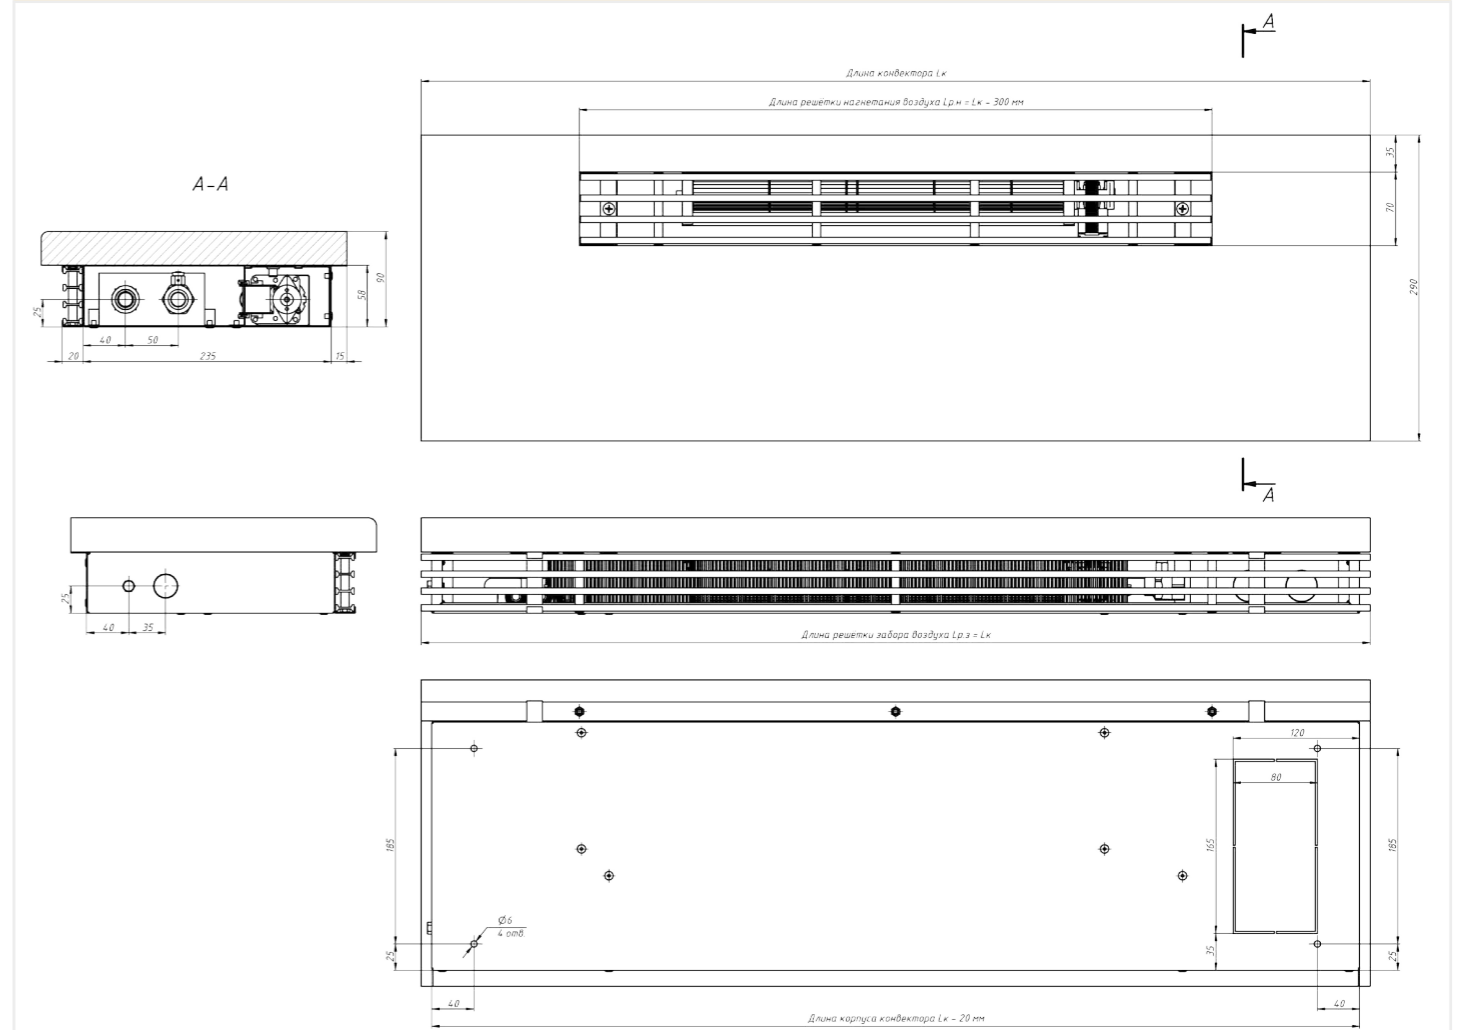 А
Длина конвектора Lк
Длина решётки нагнетания воздуха Lр.н = Lк - 300 мм
35
А-А
70
90
58
290
25
40
50
20
235
15
А
25
40
35
Длина решётки забора воздуха Lр.з = Lк
120
80
185
165
185
Ø6
4 отв.
25
35
25
40
40
Длина корпуса конвектора Lк - 20 мм